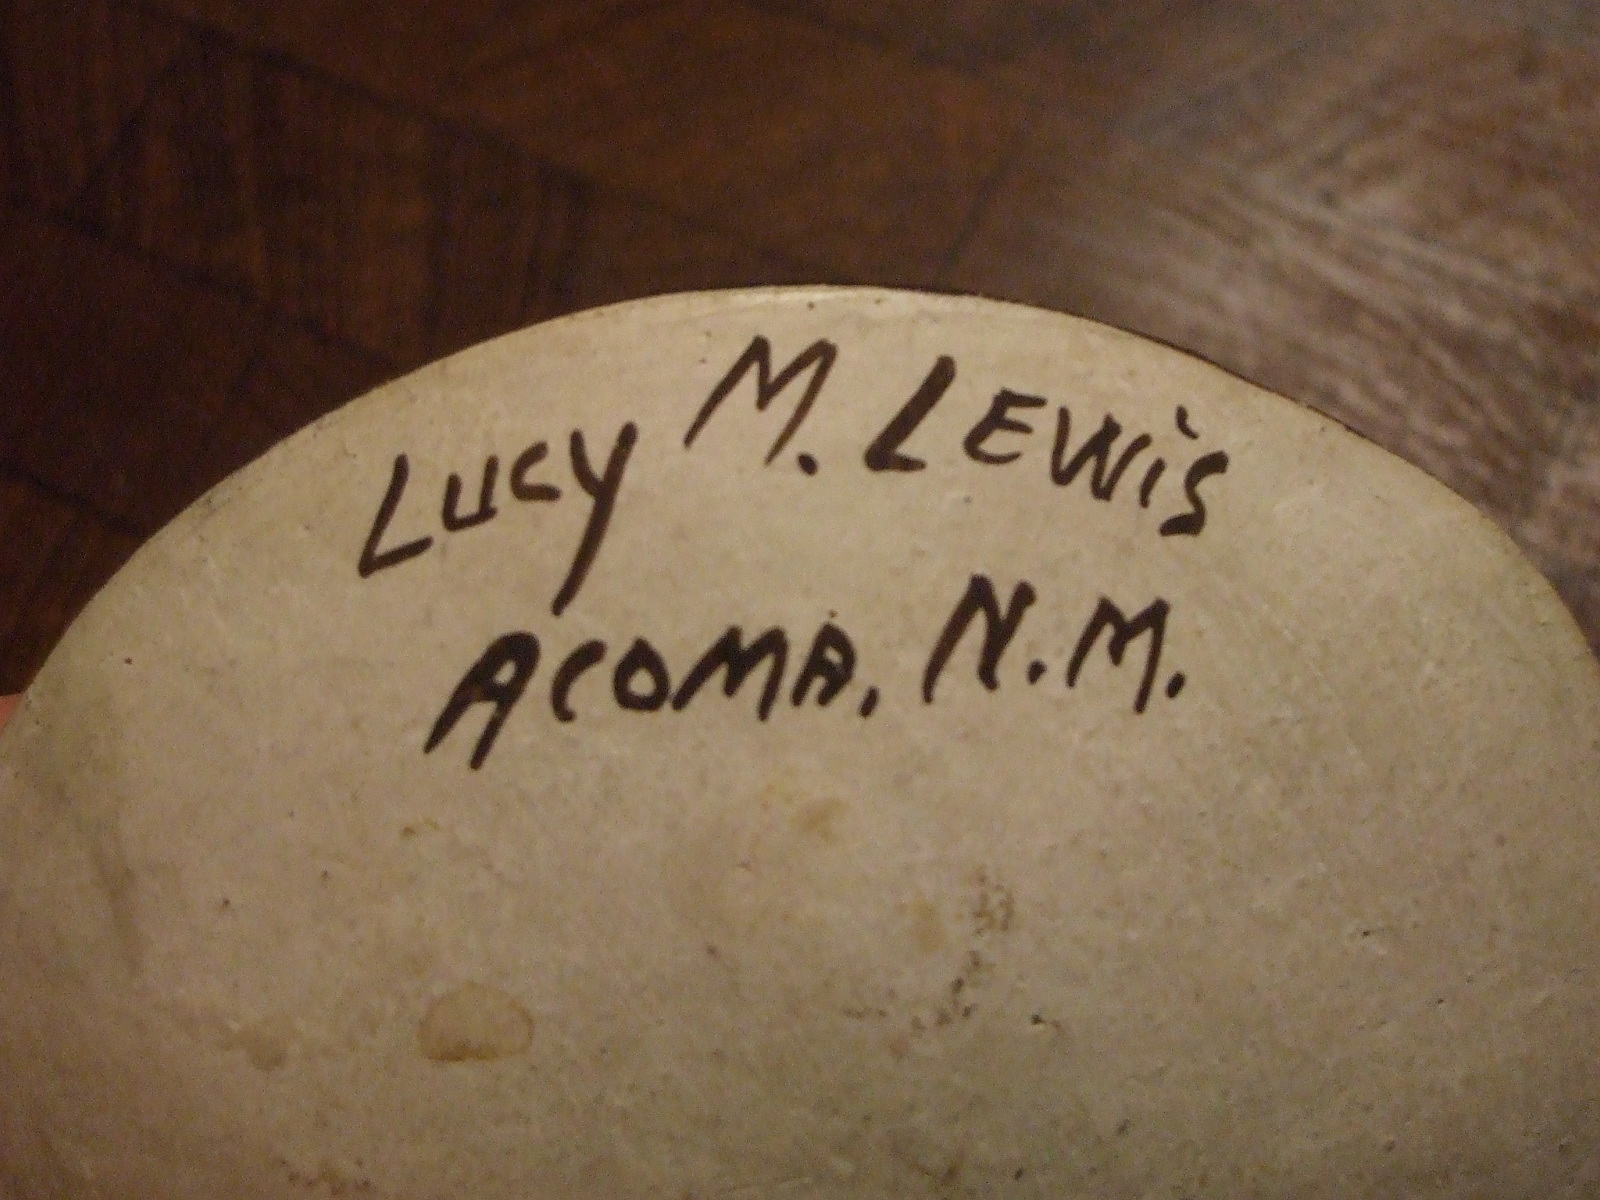 Lucy M. Lewis
Acoma, N.M.